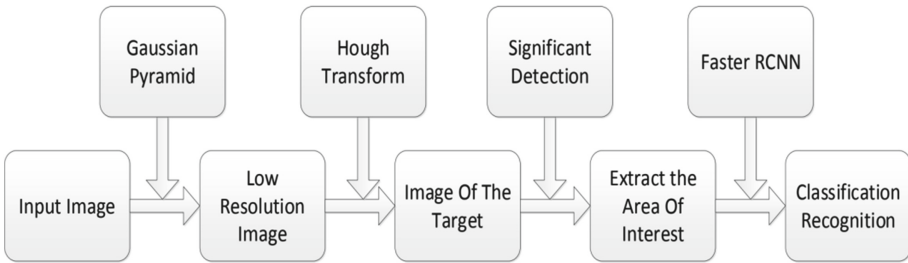 Gaussian
Pyramid
Hough
Transform
Significant
Detection
Faster RCNN
Input Image
Low
Resolution
Image
Image Of The
Target
Extract the
Area Of
Interest
Classification
Recognition